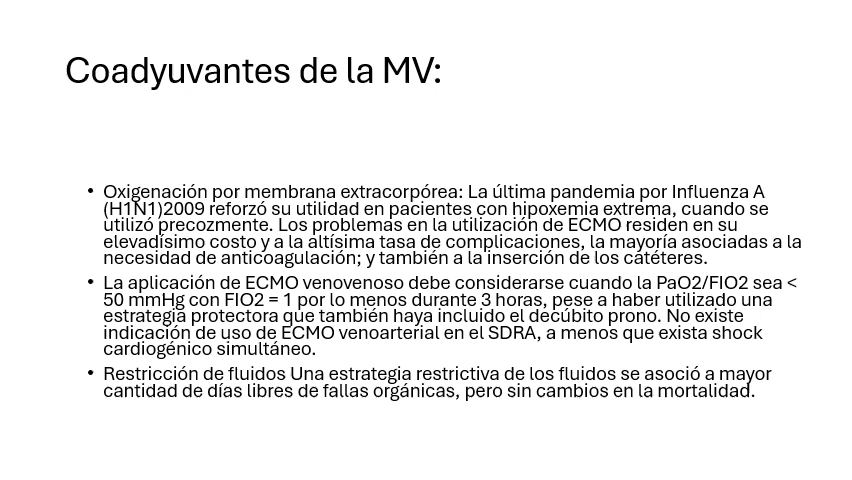 Coadyuvantes de la MV:
• Oxigenación por membrana extracorpórea: La última pandemia por Influenza A
(H1N1)2009 reforzó su utilidad en pacientes con hipoxemia extrema, cuando se
utilizó precozmente. Los problemas en la utilización de ECMO residen en su
elevadísimo costo y a la altísima tasa de complicaciones, la mayoría asociadas a la
necesidad de anticoagulación; y también a la inserción de los catéteres.
• La aplicación de ECMO venovenoso debe considerarse cuando la PaO2/FIO2 sea <
50 mmHg con FIO2 = 1 por lo menos durante 3 horas, pese a haber utilizado una
estrategia protectora que también haya incluido el decúbito prono. No existe
indicación de uso de ECMO venoarterial en el SDRA, a menos que exista shock
cardiogénico simultáneo.
• Restricción de fluidos Una estrategia restrictiva de los fluidos se asoció a mayor
cantidad de días libres de fallas orgánicas, pero sin cambios en la mortalidad.